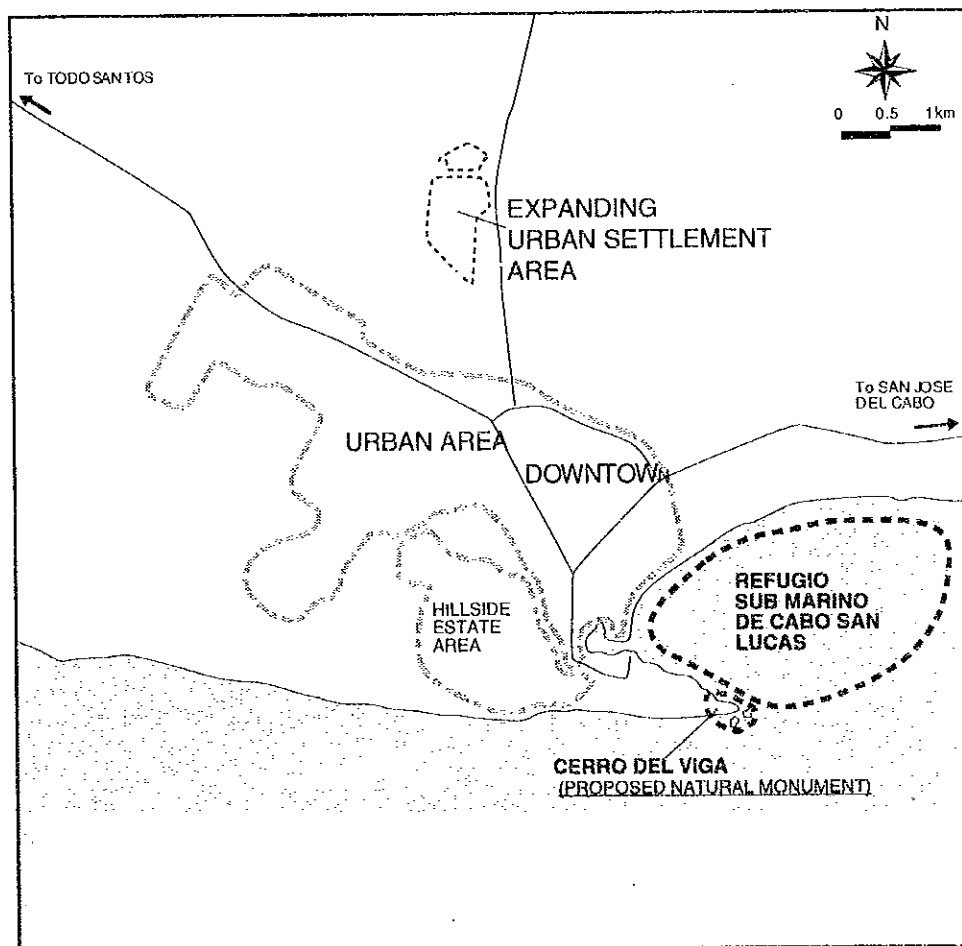 N
To TODO SANTOS
0 0.5 1km
EXPANDING
URBAN SETTLEMENT
AREA
To SAN JOSE
DEL CABO
URBAN AREA
DOWNTOWN
REFUGIO
SUB MARINO
DE CABO SAN
LUCAS
HILLSIDE
ESTATE
AREA
CERRO DEL VIGA
(PROPOSED NATURAL MONUMENT)